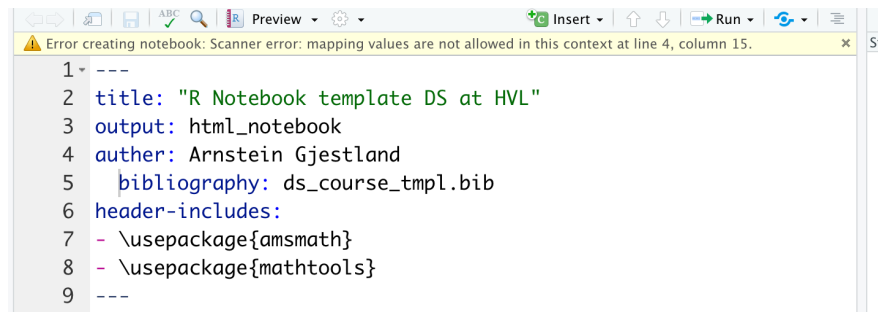 ABC Preview Insert Run
Error creating notebook: Scanner error: mapping values are not allowed in this context at line 4, column 15.
1 ---
2 title: "R Notebook template DS at HVL"
3 output: html_notebook
4 auther: Arnstein Gjestland
5   bibliography: ds_course_tmpl.bib
6 header-includes:
7 - \usepackage{amsmath}
8 - \usepackage{mathtools}
9 ---